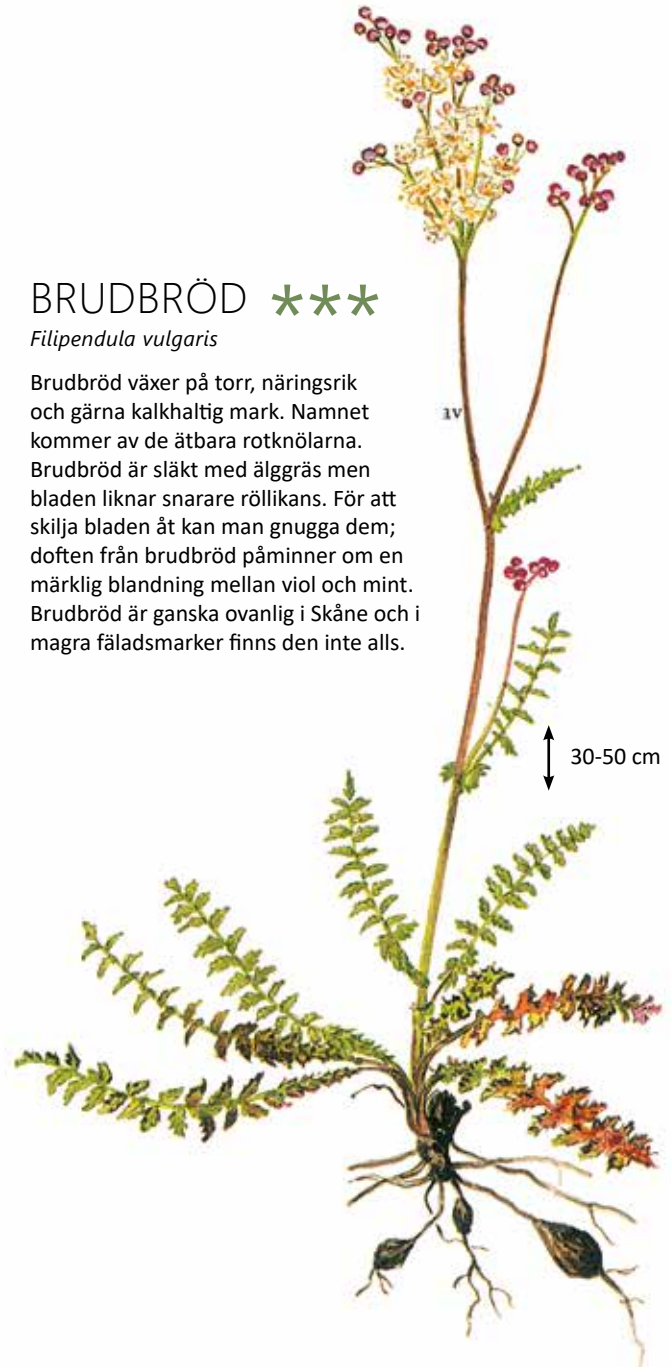 BRUDBRÖD ***
Filipendula vulgaris
Brudbröd växer på torr, näringsrik
och gärna kalkhaltig mark. Namnet
kommer av de ätbara rotknölarna.
Brudbröd är släkt med älggräs men
bladen liknar snarare röllikans. För att
skilja bladen åt kan man gnugga dem;
doften från brudbröd påminner om en
märklig blandning mellan viol och mint.
Brudbröd är ganska ovanlig i Skåne och i
magra fäladsmarker finns den inte alls.
30-50 cm